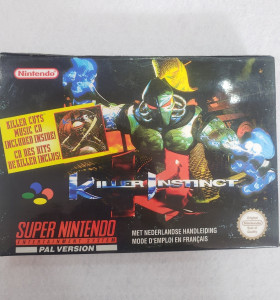 Nintendo
KILLER CUTS
MUSIC CD
INCLUDED INSIDE!
CD DES HITS
DE KILLER INCLUS!
KILLER INSTINCT
SUPER NINTENDO
ENTERTAINMENT SYSTEM
PAL VERSION
MET NEDERLANDSE HANDLEIDING
MODE D'EMPLOI EN FRANÇAIS